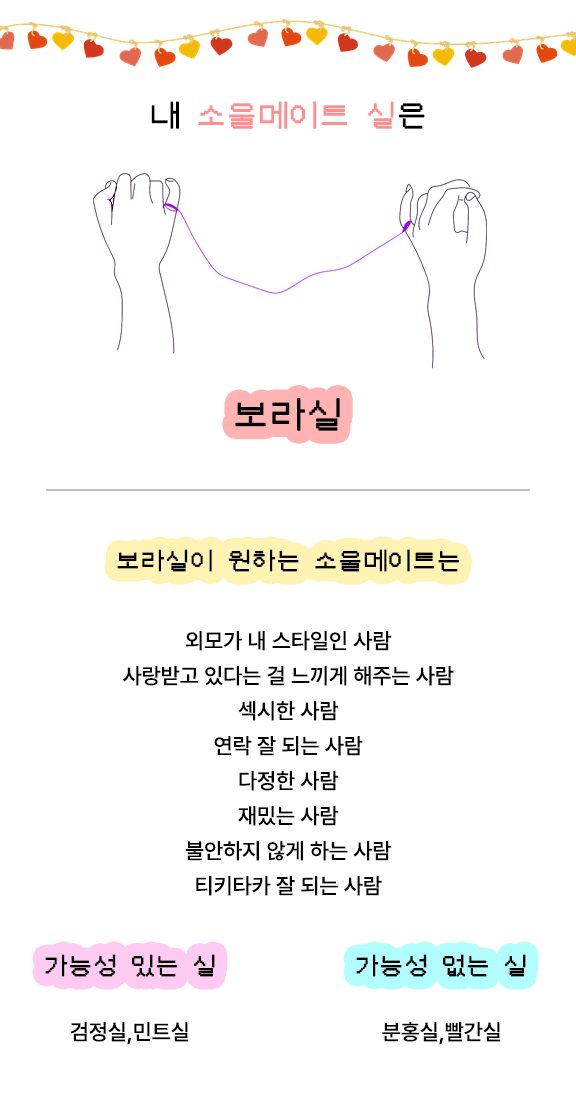 내 소울메이트 실은
보라실
보라실이 원하는 소울메이트는
외모가 내 스타일인 사람
사랑받고 있다는 걸 느끼게 해주는 사람
섹시한 사람
연락 잘 되는 사람
다정한 사람
재밌는 사람
불안하지 않게 하는 사람
티키타카 잘 되는 사람
가능성 있는 실
검정실,민트실
가능성 없는 실
분홍실,빨간실